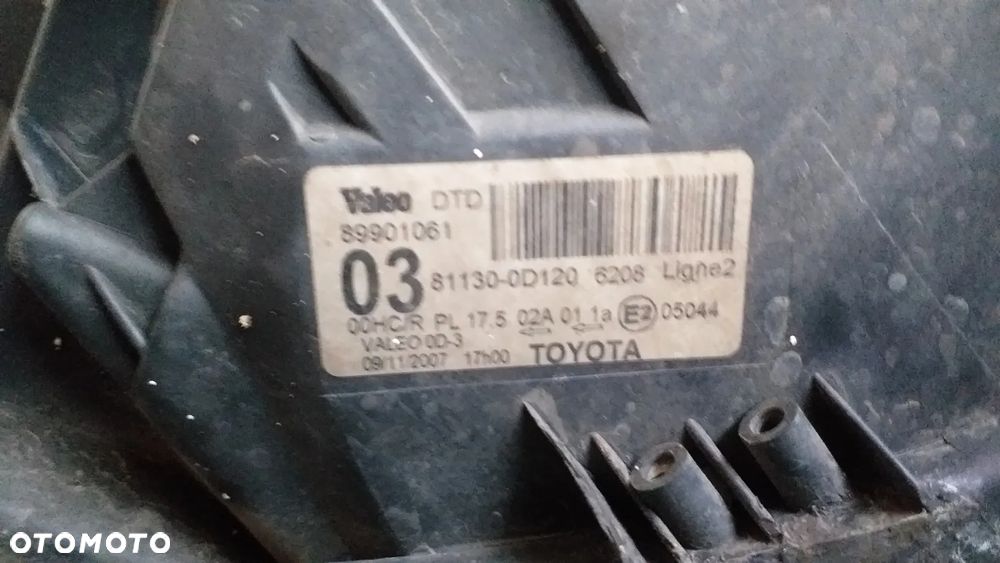 Valeo DTD
89901061
03 81130-0D120 6208 Ligne2
00HC/R PL 17.5 02A 01 1a E2 05044
VALEO 0D-3
09/11/2007 17h00 TOYOTA
OTOMOTO